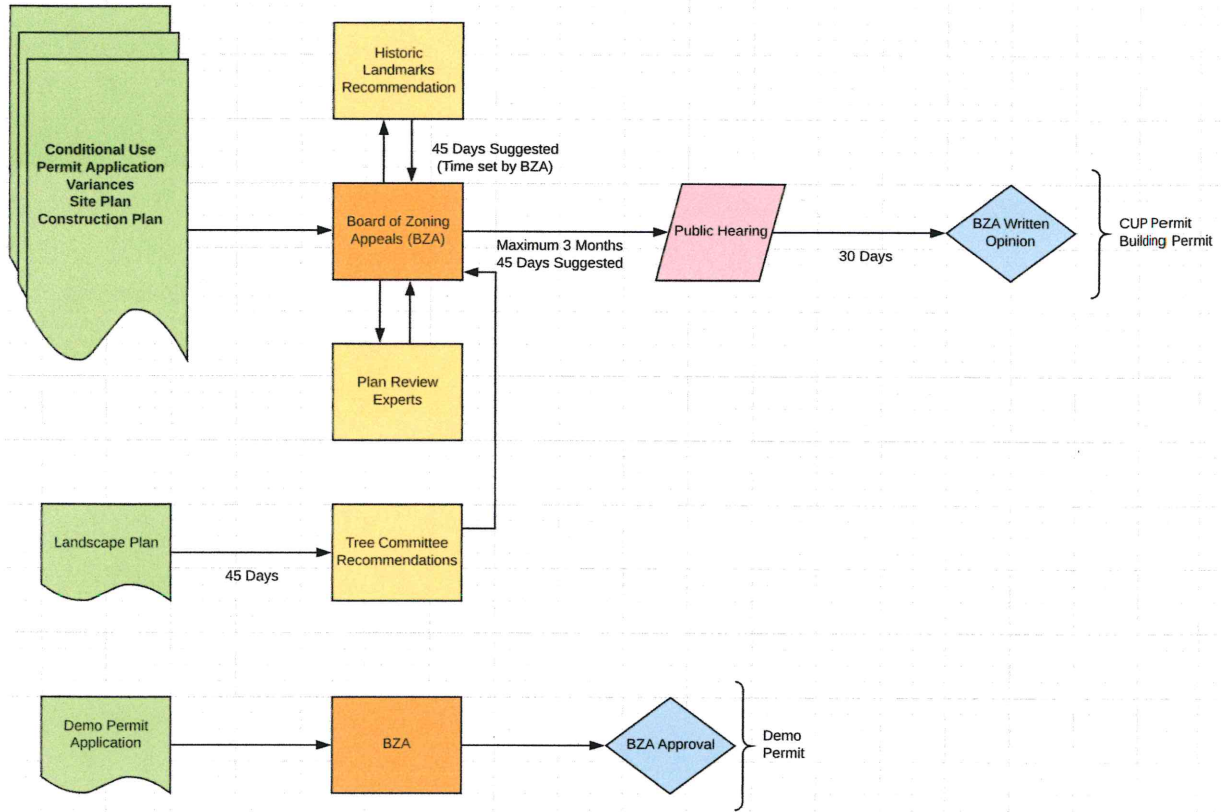 Historic
Landmarks
Recommendation
45 Days Suggested
(Time set by BZA)
Conditional Use
Permit Application
Variances
Site Plan
Construction Plan
Board of Zoning
Appeals (BZA)
Maximum 3 Months
45 Days Suggested
Public Hearing
30 Days
BZA Written
Opinion
CUP Permit
Building Permit
Plan Review
Experts
Landscape Plan
45 Days
Tree Committee
Recommendations
Demo Permit
Application
BZA
BZA Approval
Demo
Permit